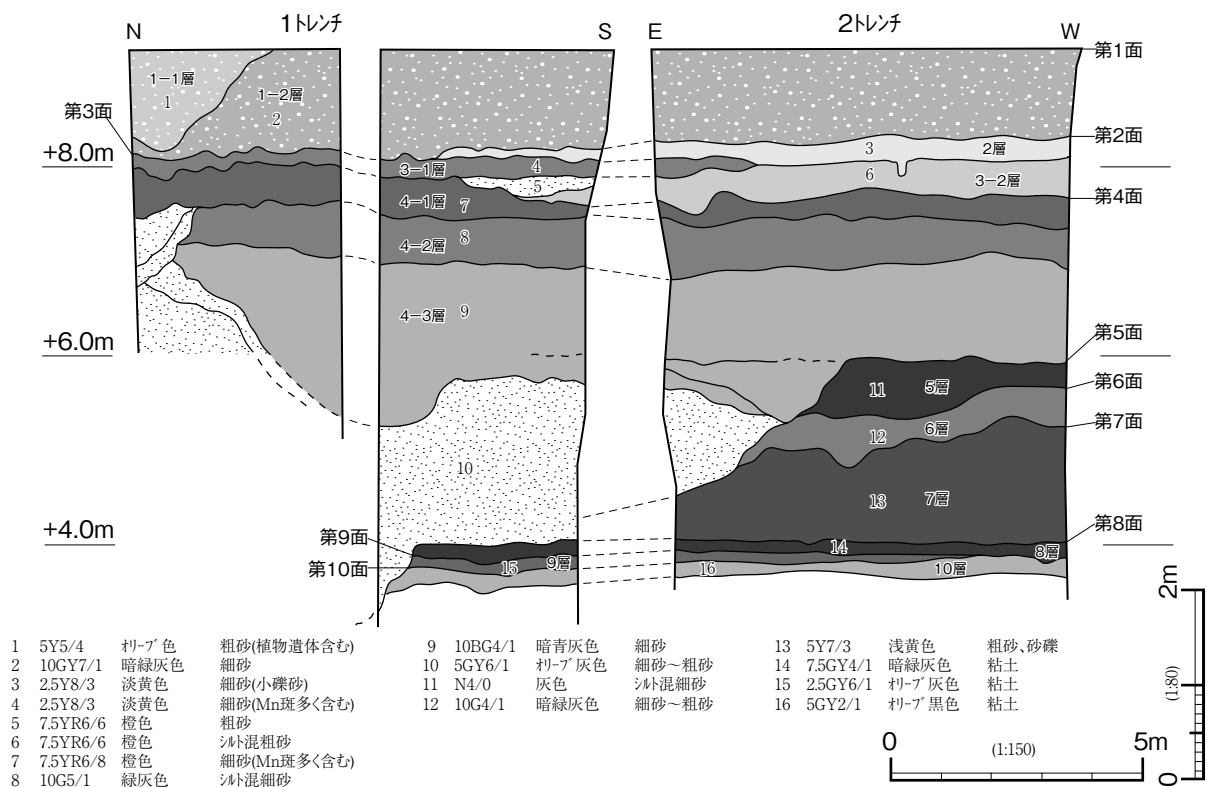 1トレンチ
2トレンチ
N
S
E
W
第1面
1-1層
1
1-2層
2
第3面
第2面
+8.0m
3
2層
3-1層
4
5
6
3-2層
4-1層
7
第4面
4-2層
8
4-3層
9
+6.0m
第5面
11
5層
第6面
12
6層
第7面
10
13
7層
+4.0m
第8面
第9面
14
8層
第10面
15
9層
16
10層
1 5Y5/4 オリーブ色 粗砂(植物遺体含む)
2 10GY7/1 暗緑灰色 細砂
3 2.5Y8/3 淡黄色 細砂(小礫砂)
4 2.5Y8/3 淡黄色 細砂(Mn斑多く含む)
5 7.5YR6/6 橙色 粗砂
6 7.5YR6/6 橙色 シルト混粗砂
7 7.5YR6/8 橙色 細砂(Mn斑多く含む)
8 10G5/1 緑灰色 シルト混細砂
9 10BG4/1 暗青灰色 細砂
10 5GY6/1 オリーブ灰色 細砂～粗砂
11 N4/0 灰色 シルト混細砂
12 10G4/1 暗緑灰色 細砂～粗砂
13 5Y7/3 浅黄色 粗砂、砂礫
14 7.5GY4/1 暗緑灰色 粘土
15 2.5GY6/1 オリーブ灰色 粘土
16 5GY2/1 オリーブ黒色 粘土
0 (1:150) 5m
2m
(1:80)
0